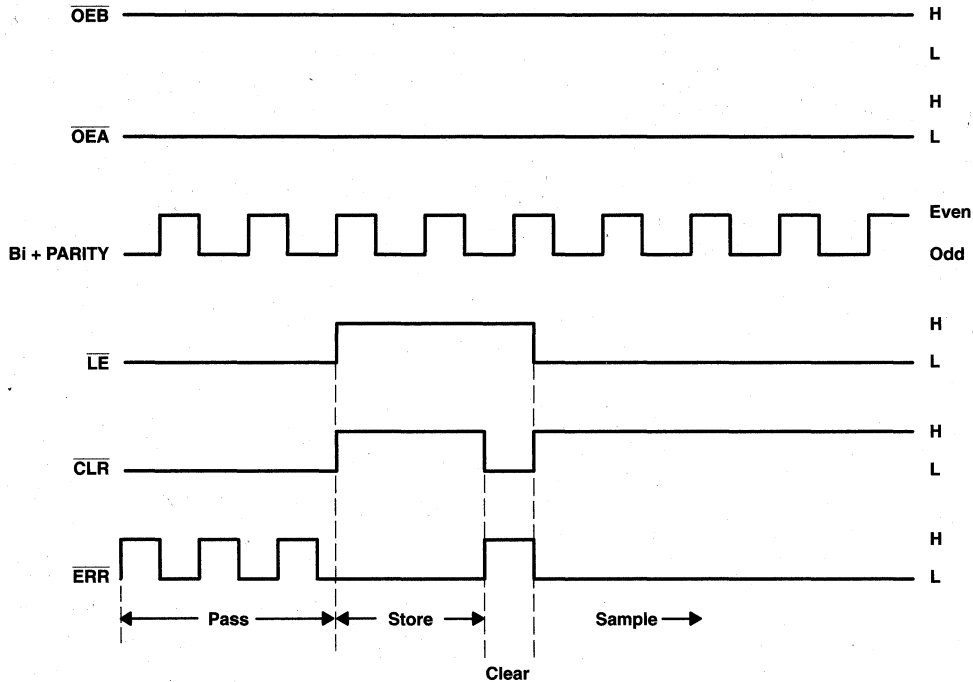 OEB H
L
H
OEA L
Even
Bi + PARITY Odd
H
LE L
H
CLR L
H
ERR L
Pass Store Sample
Clear